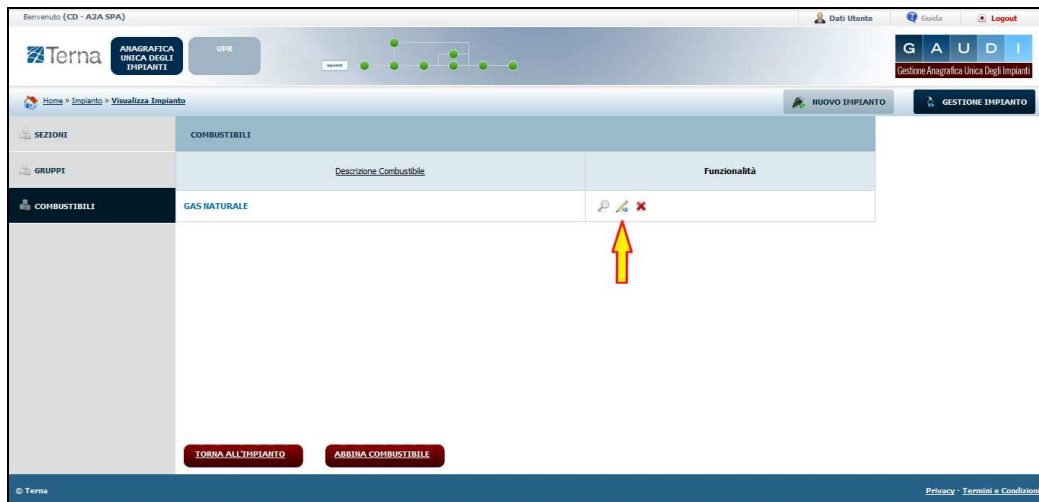 Benvenuto (CD - A2A SPA)
Dati Utente
Guida
Logout
Terna
ANAGRAFICA
UNICA DEGLI
IMPIANTI
UPR
G A U D I
Gestione Anagrafica Unica Degli Impianti
Home » Impianto » Visualizza Impianto
NUOVO IMPIANTO
GESTIONE IMPIANTO
SEZIONI
COMBUSTIBILI
GRUPPI
Descrizione Combustibile
Funzionalità
COMBUSTIBILI
GAS NATURALE
TORNA ALL'IMPIANTO
ABBINA COMBUSTIBILE
© Terna
Privacy - Termini e Condizioni